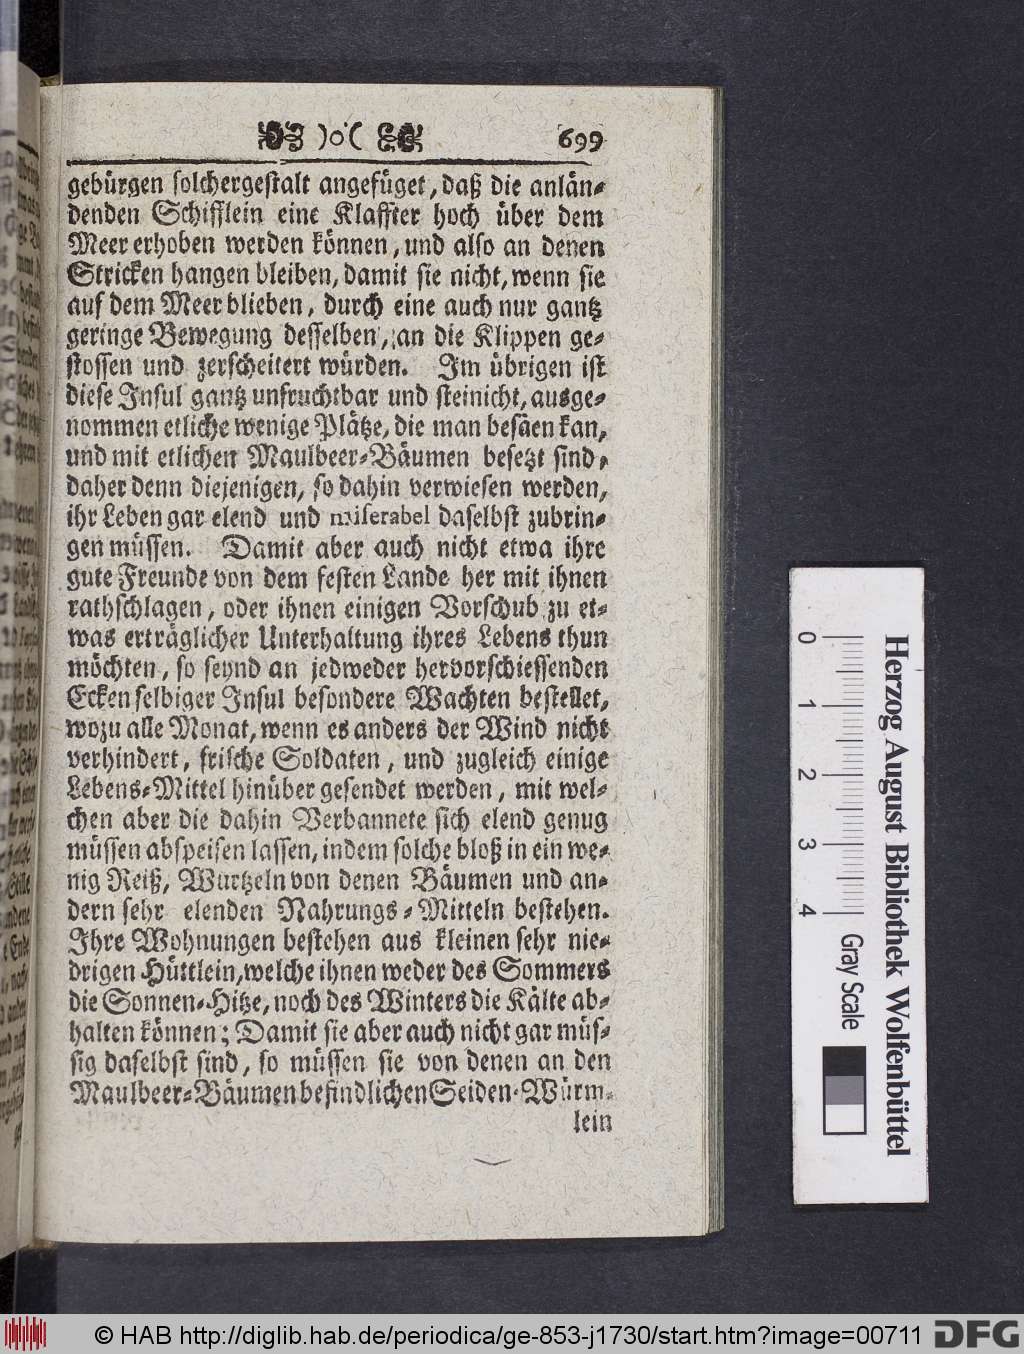 )o( 699
gebürgen solchergestalt angefüget, daß die anlän-
denden Schifflein eine Klaffter hoch über dem
Meer erhoben werden können, und also an denen
Stricken hangen bleiben, damit sie nicht, wenn sie
auf dem Meer blieben, durch eine auch nur gantz
geringe Bewegung desselben, an die Klippen ge-
stossen und zerscheitert würden. Im übrigen ist
diese Insul gantz unfruchtbar und steinicht, ausge-
nommen etliche wenige Plätze, die man besäen kan,
und mit etlichen Maulbeer-Bäumen besetzt sind,
daher denn diejenigen, so dahin verwiesen werden,
ihr Leben gar elend und miserabel daselbst zubrin-
gen müssen. Damit aber auch nicht etwa ihre
gute Freunde von dem festen Lande her mit ihnen
rathschlagen, oder ihnen einigen Vorschub zu et-
was erträglicher Unterhaltung ihres Lebens thun
möchten, so seynd an jedweder hervorschiessenden
Ecken selbiger Insul besondere Wachten bestellet,
wozu alle Monat, wenn es anders der Wind nicht
verhindert, frische Soldaten, und zugleich einige
Lebens-Mittel hinüber gesendet werden, mit wel-
chen aber die dahin Verbannete sich elend genug
müssen abspeisen lassen, indem solche bloß in ein we-
nig Reiß, Wurtzeln von denen Bäumen und an-
dern sehr elenden Nahrungs-Mitteln bestehen.
Ihre Wohnungen bestehen aus kleinen sehr nie-
drigen Hüttlein, welche ihnen weder des Sommers
die Sonnen-Hitze, noch des Winters die Kälte ab-
halten können; Damit sie aber auch nicht gar müs-
sig daselbst sind, so müssen sie von denen an den
Maulbeer-Bäumen befindlichen Seiden-Würm-
lein
0 1 2 3 4 Gray Scale
Herzog August Bibliothek Wolfenbüttel
© HAB http://diglib.hab.de/periodica/ge-853-j1730/start.htm?image=00711 DFG